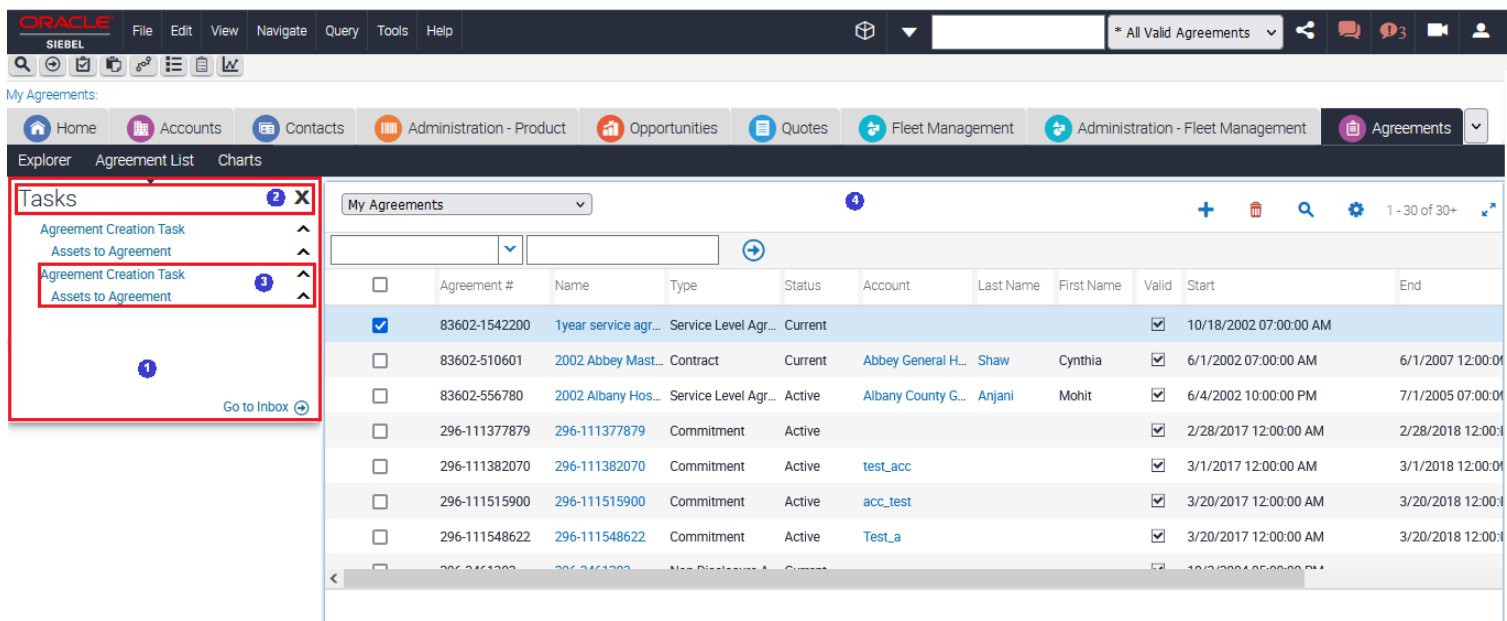 ORACLE
SIEBEL
File Edit View Navigate Query Tools Help
* All Valid Agreements
3
My Agreements:
Home Accounts Contacts Administration - Product Opportunities Quotes Fleet Management Administration - Fleet Management Agreements
Explorer Agreement List Charts
Tasks 2 X
Agreement Creation Task
Assets to Agreement
Agreement Creation Task
3
Assets to Agreement
1
Go to Inbox
My Agreements 4 1 - 30 of 30+
Agreement # Name Type Status Account Last Name First Name Valid Start End
83602-1542200 1year service agr... Service Level Agr... Current 10/18/2002 07:00:00 AM
83602-510601 2002 Abbey Mast... Contract Current Abbey General H... Shaw Cynthia 6/1/2002 07:00:00 AM 6/1/2007 12:00:0
83602-556780 2002 Albany Hos... Service Level Agr... Active Albany County G... Anjani Mohit 6/4/2002 10:00:00 PM 7/1/2005 07:00:0
296-111377879 296-111377879 Commitment Active 2/28/2017 12:00:00 AM 2/28/2018 12:00:
296-111382070 296-111382070 Commitment Active test_acc 3/1/2017 12:00:00 AM 3/1/2018 12:00:0
296-111515900 296-111515900 Commitment Active acc_test 3/20/2017 12:00:00 AM 3/20/2018 12:00:
296-111548622 296-111548622 Commitment Active Test_a 3/20/2017 12:00:00 AM 3/20/2018 12:00: